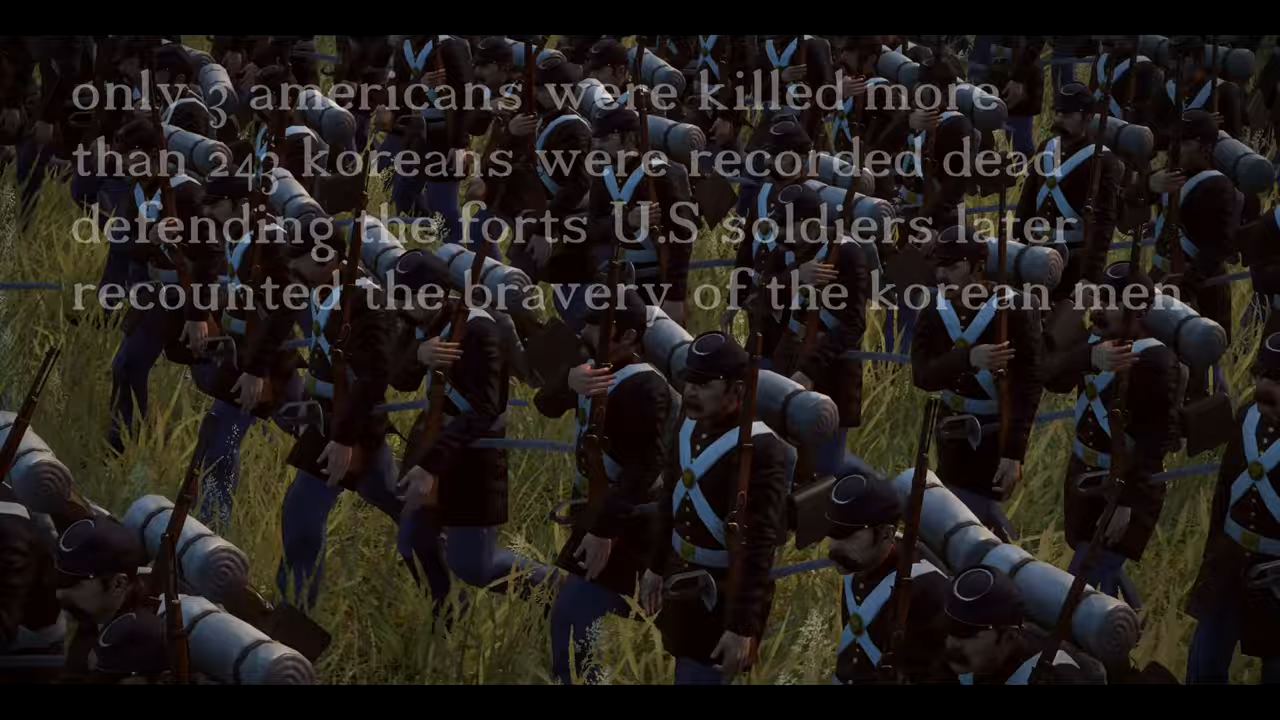 only 3 americans were killed more
than 243 koreans were recorded dead
defending the forts U.S soldiers later
recounted the bravery of the korean men